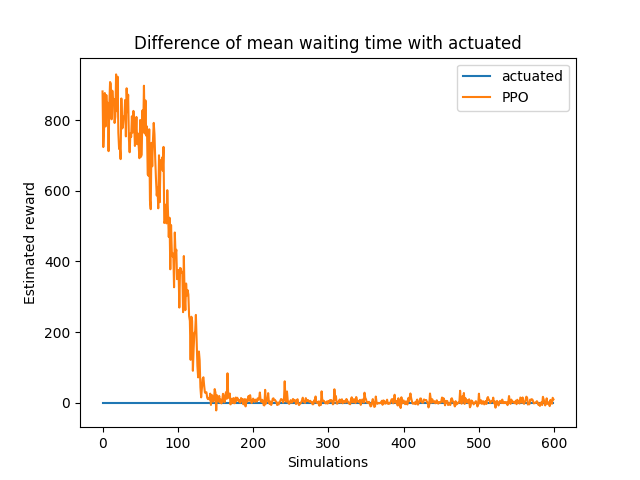 Difference of mean waiting time with actuated
actuated
PPO
Estimated reward
800
600
400
200
0
0 100 200 300 400 500 600
Simulations